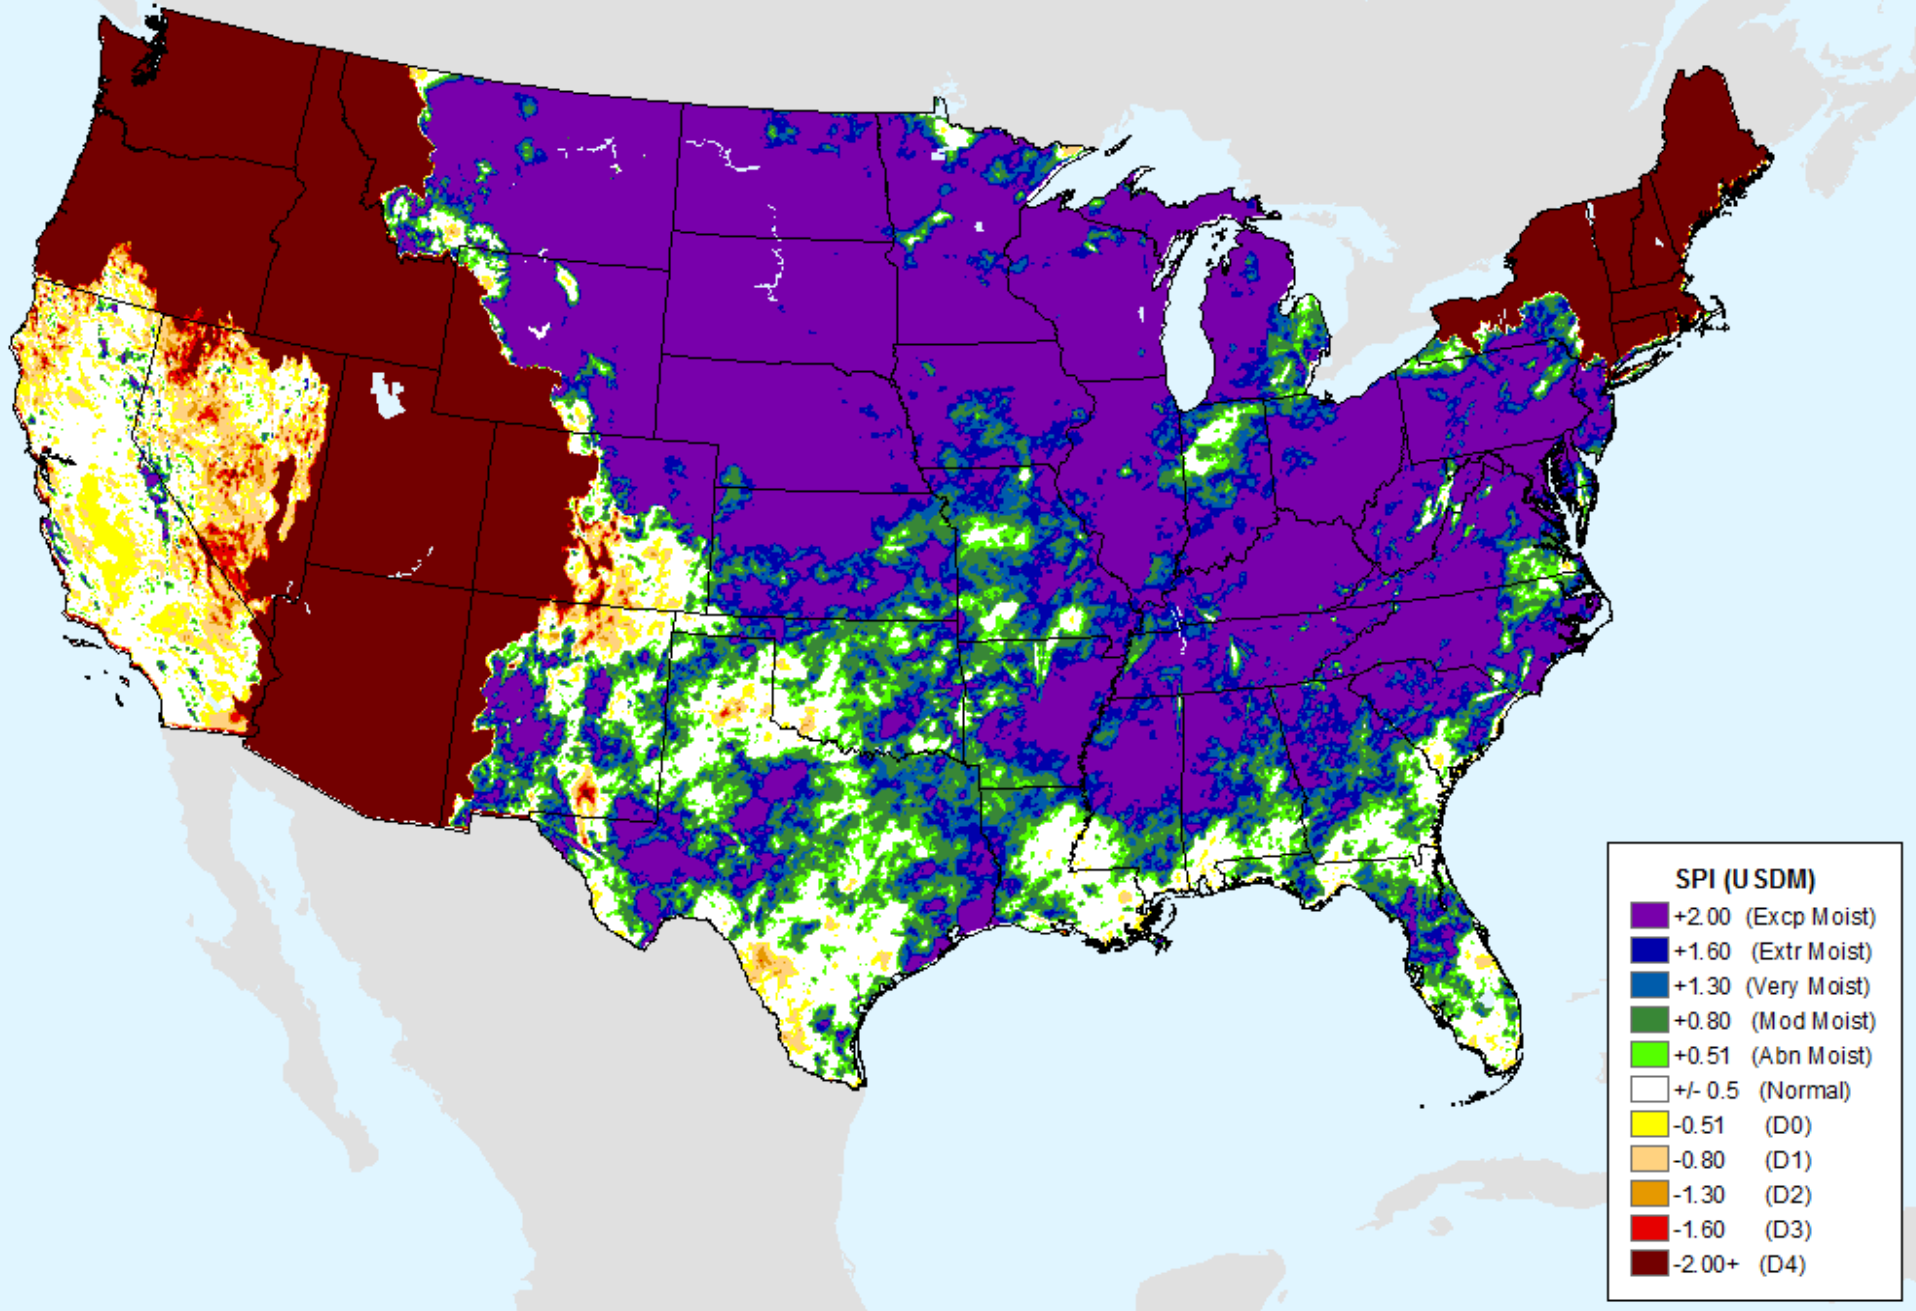 SPI (USDM)
+2.00 (Excp Moist)
+1.60 (Extr Moist)
+1.30 (Very Moist)
+0.80 (Mod Moist)
+0.51 (Abn Moist)
+/- 0.5 (Normal)
-0.51 (D0)
-0.80 (D1)
-1.30 (D2)
-1.60 (D3)
-2.00+ (D4)